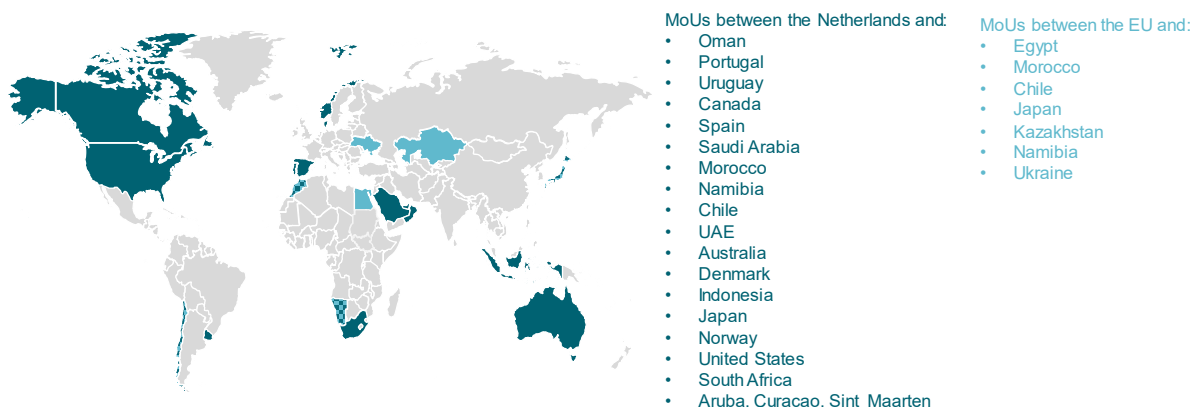 MoUs between the Netherlands and:
• Oman
• Portugal
• Uruguay
• Canada
• Spain
• Saudi Arabia
• Morocco
• Namibia
• Chile
• UAE
• Australia
• Denmark
• Indonesia
• Japan
• Norway
• United States
• South Africa
• Aruba, Curacao, Sint Maarten
MoUs between the EU and:
• Egypt
• Morocco
• Chile
• Japan
• Kazakhstan
• Namibia
• Ukraine